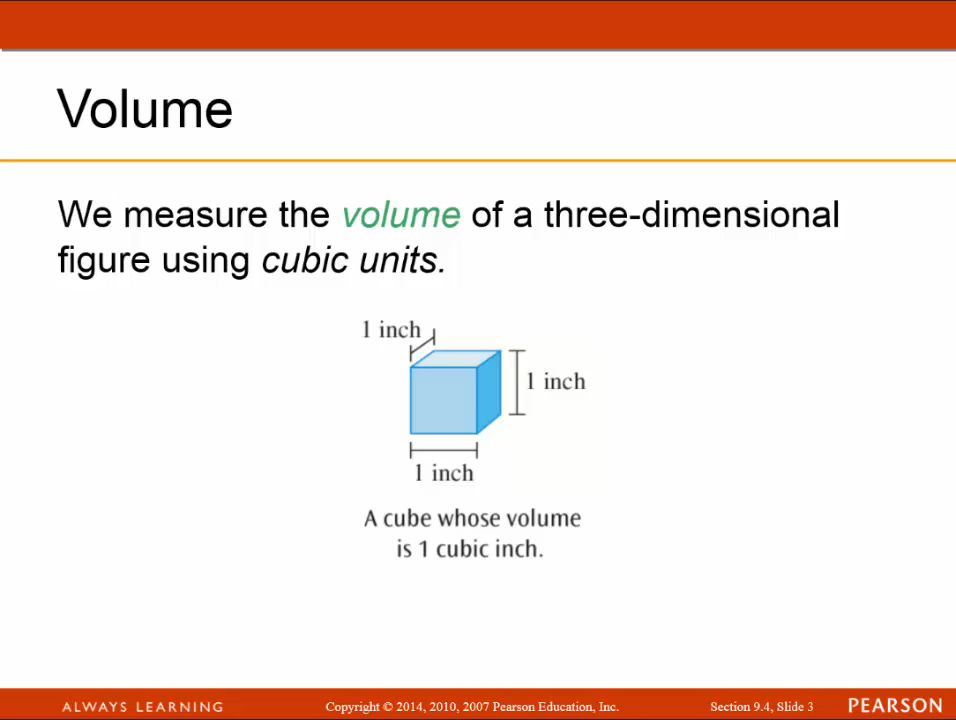 Volume
We measure the volume of a three-dimensional
figure using cubic units.
1 inch
1 inch
1 inch
A cube whose volume
is 1 cubic inch.
ALWAYS LEARNING
Copyright © 2014, 2010, 2007 Pearson Education, Inc.
Section 9.4, Slide 3
PEARSON